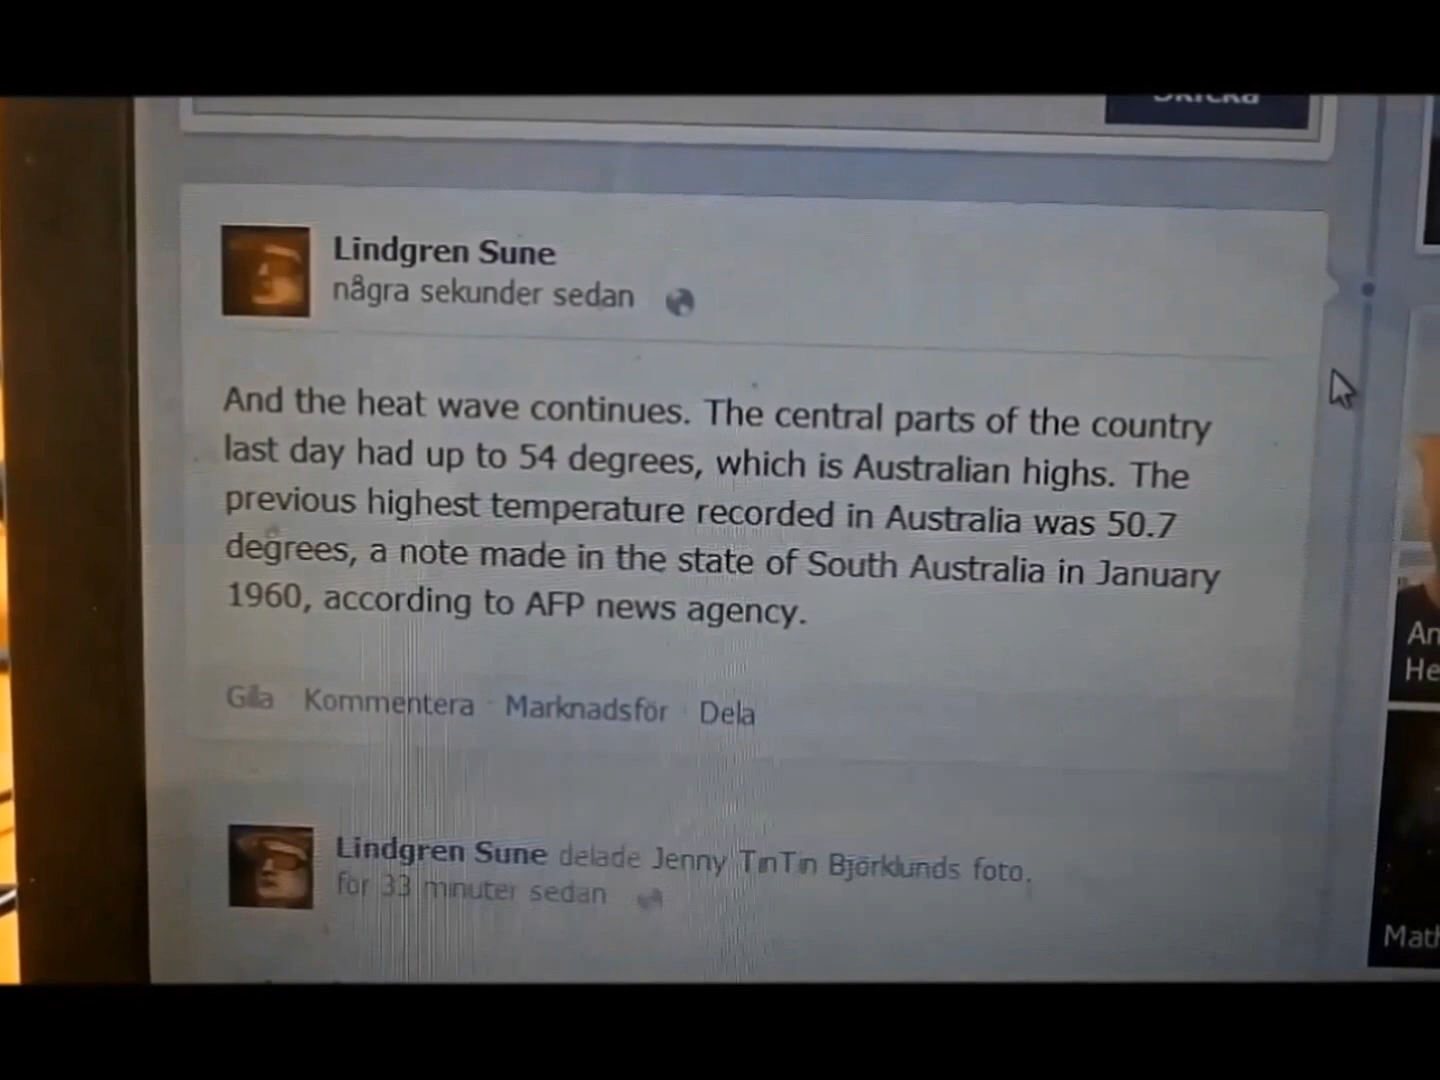 Lindgren Sune
några sekunder sedan
And the heat wave continues. The central parts of the country
last day had up to 54 degrees, which is Australian highs. The
previous highest temperature recorded in Australia was 50.7
degrees, a note made in the state of South Australia in January
1960, according to AFP news agency.
Gilla · Kommentera · Marknadsför · Dela
Lindgren Sune delade Jenny TinTin Björklunds foto.
för 33 minuter sedan
An
He
Mat